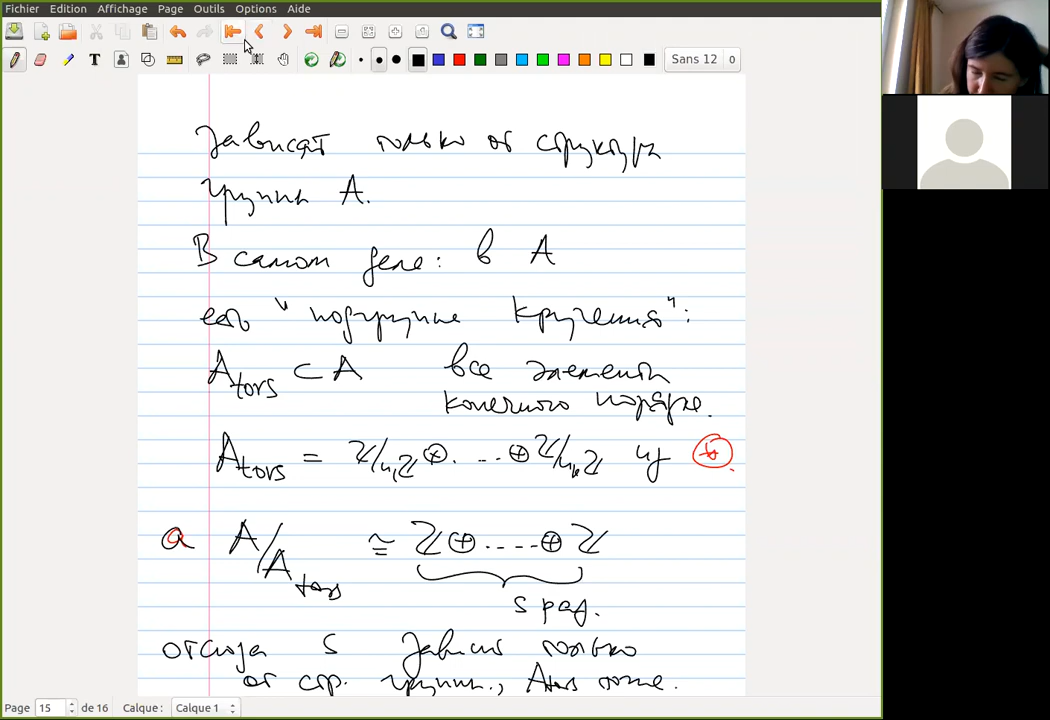 Fichier Edition Affichage Page Outils Options Aide
T Sans 12 0
Зависят только от структуры
группы A.
В самом деле: в A
есть "подгруппа кручения":
A_tors ⊂ A все элементы
конечного порядка.
A_tors = ℤ/n₁ℤ ⊕ ... ⊕ ℤ/n_kℤ из *.
а A/A_tors ≅ ℤ ⊕ .... ⊕ ℤ
s раз.
отсюда s зависит только
от стр. группы, A_tors тоже.
Page 15 de 16 Calque : Calque 1